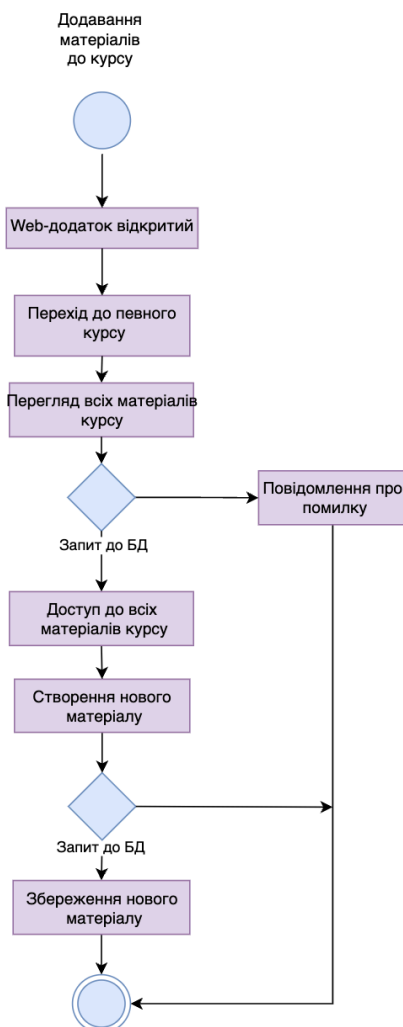 Додавання
матеріалів
до курсу
Web-додаток відкритий
Перехід до певного
курсу
Перегляд всіх матеріалів
курсу
Повідомлення про
помилку
Запит до БД
Доступ до всіх
матеріалів курсу
Створення нового
матеріалу
Запит до БД
Збереження нового
матеріалу